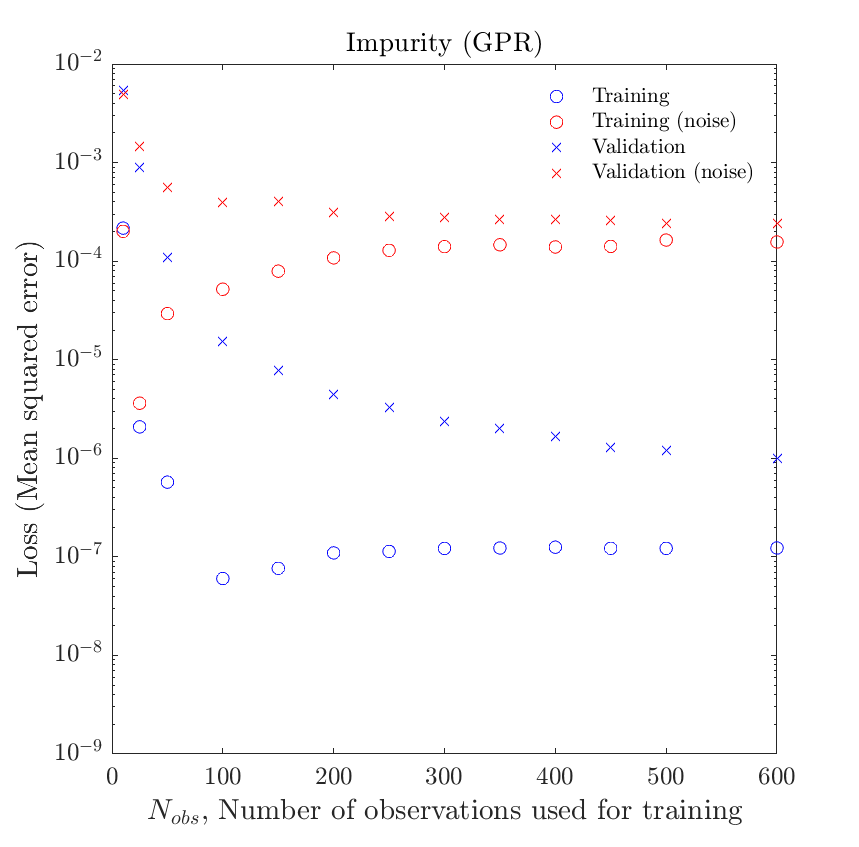 Impurity (GPR)
Training
Training (noise)
Validation
Validation (noise)
Loss (Mean squared error)
10⁻²
10⁻³
10⁻⁴
10⁻⁵
10⁻⁶
10⁻⁷
10⁻⁸
10⁻⁹
0 100 200 300 400 500 600
N_obs, Number of observations used for training